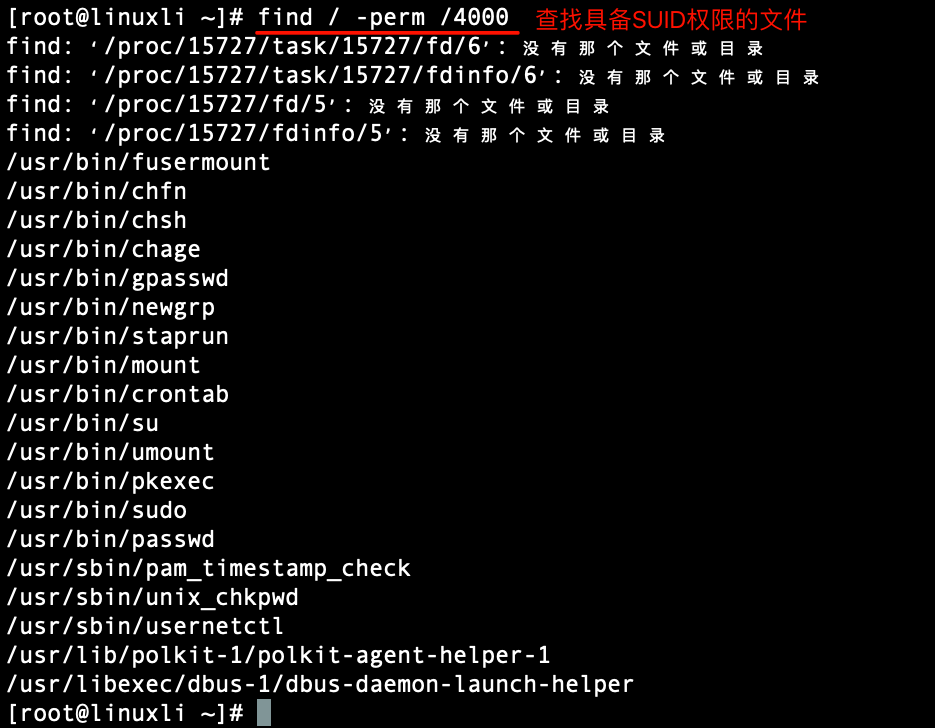 [root@linuxli ~]# find / -perm /4000 查找具备SUID权限的文件
find: ‘/proc/15727/task/15727/fd/6’: 没有那个文件或目录
find: ‘/proc/15727/task/15727/fdinfo/6’: 没有那个文件或目录
find: ‘/proc/15727/fd/5’: 没有那个文件或目录
find: ‘/proc/15727/fdinfo/5’: 没有那个文件或目录
/usr/bin/fusermount
/usr/bin/chfn
/usr/bin/chsh
/usr/bin/chage
/usr/bin/gpasswd
/usr/bin/newgrp
/usr/bin/staprun
/usr/bin/mount
/usr/bin/crontab
/usr/bin/su
/usr/bin/umount
/usr/bin/pkexec
/usr/bin/sudo
/usr/bin/passwd
/usr/sbin/pam_timestamp_check
/usr/sbin/unix_chkpwd
/usr/sbin/usernetctl
/usr/lib/polkit-1/polkit-agent-helper-1
/usr/libexec/dbus-1/dbus-daemon-launch-helper
[root@linuxli ~]#